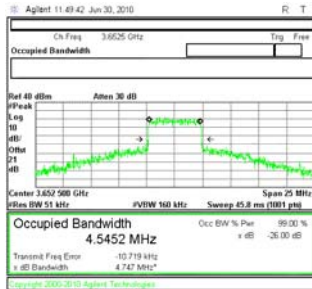 Agilent 11:49:42 Jun 30, 2010 R T
Ch Freq 3.6525 GHz Trg Free
Occupied Bandwidth
Ref 40 dBm Atten 30 dB
#Peak
Log
10
dB/
Offst
21
dB
Center 3.652 500 GHz Span 25 MHz
#Res BW 51 kHz #VBW 160 kHz Sweep 45.8 ms (1001 pts)
Occupied Bandwidth Occ BW % Pwr 99.00 %
4.5452 MHz x dB -26.00 dB
Transmit Freq Error -10.719 kHz
x dB Bandwidth 4.747 MHz*
Copyright 2000-2010 Agilent Technologies